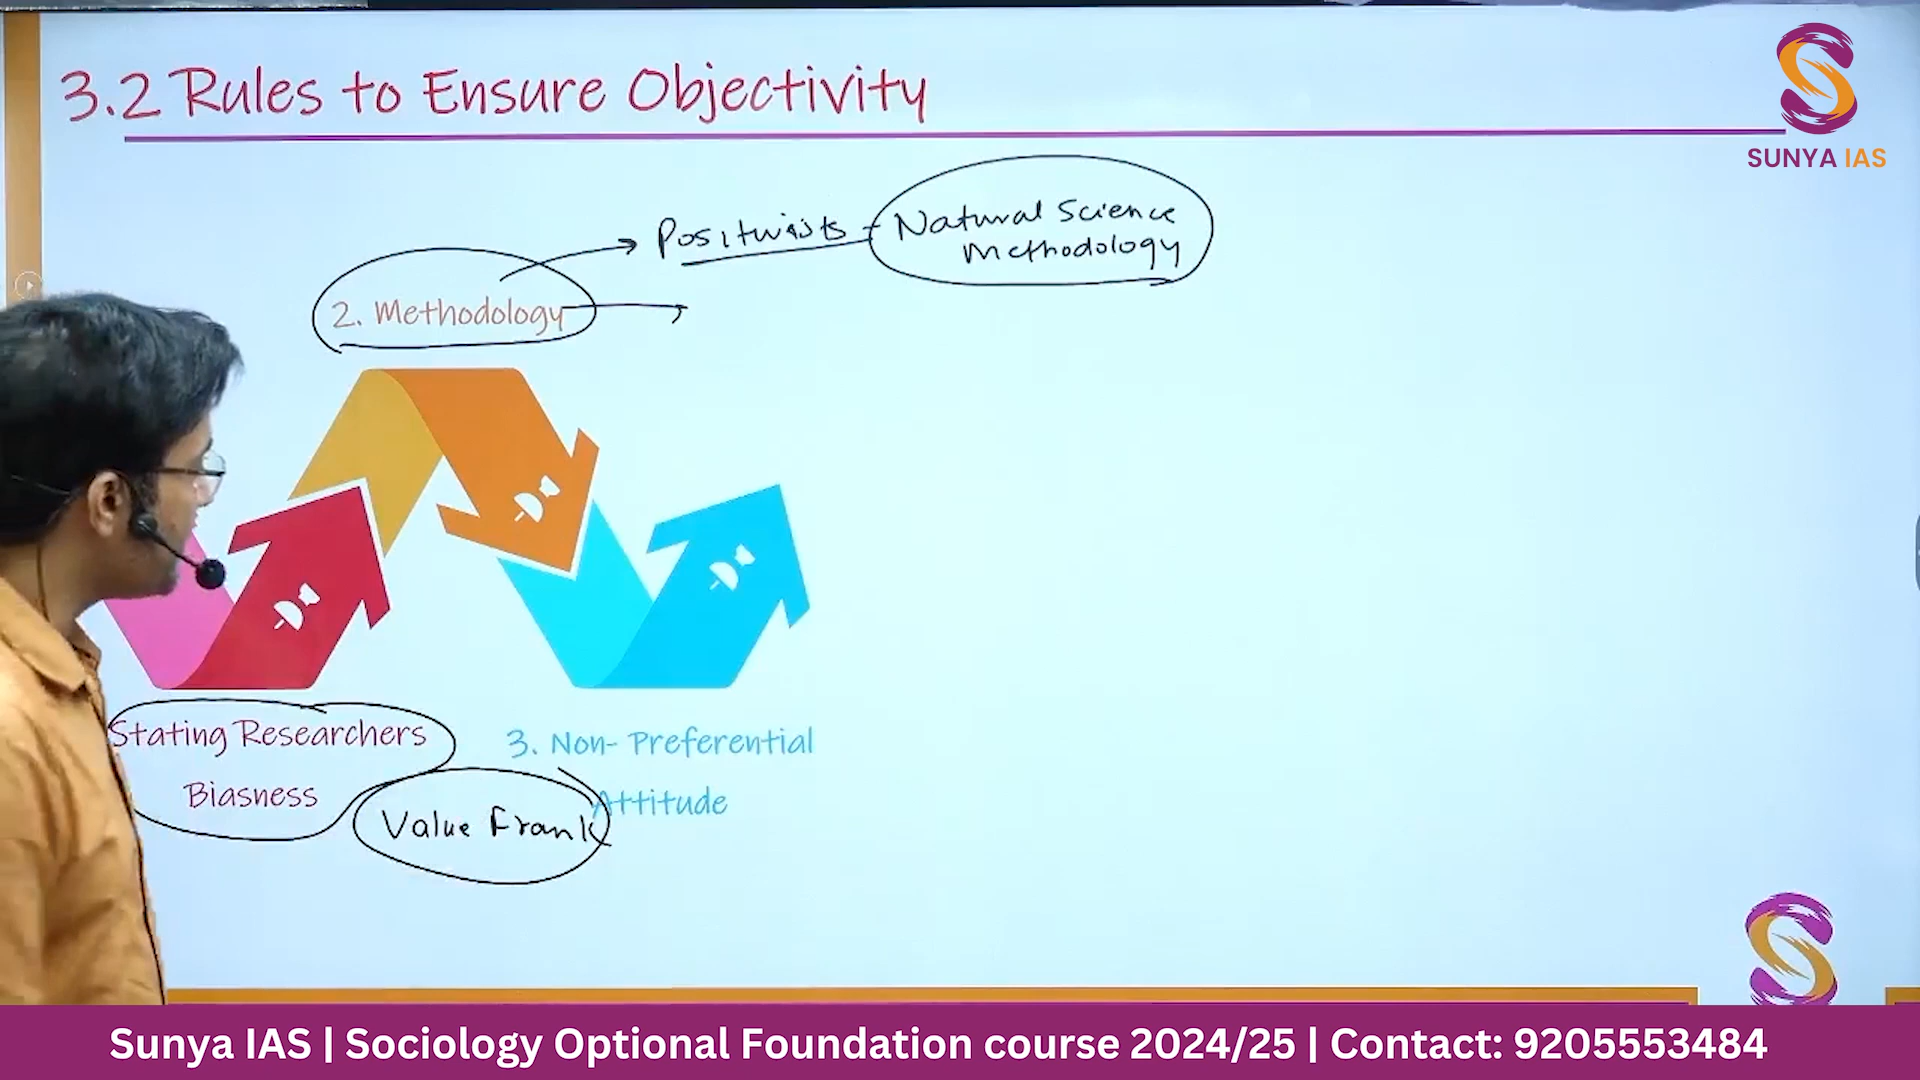 3.2 Rules to Ensure Objectivity
SUNYA IAS
Positivists - Natural Science
Methodology
2. Methodology
Stating Researchers
Biasness
3. Non- Preferential
Attitude
Value Frank
Sunya IAS | Sociology Optional Foundation course 2024/25 | Contact: 9205553484